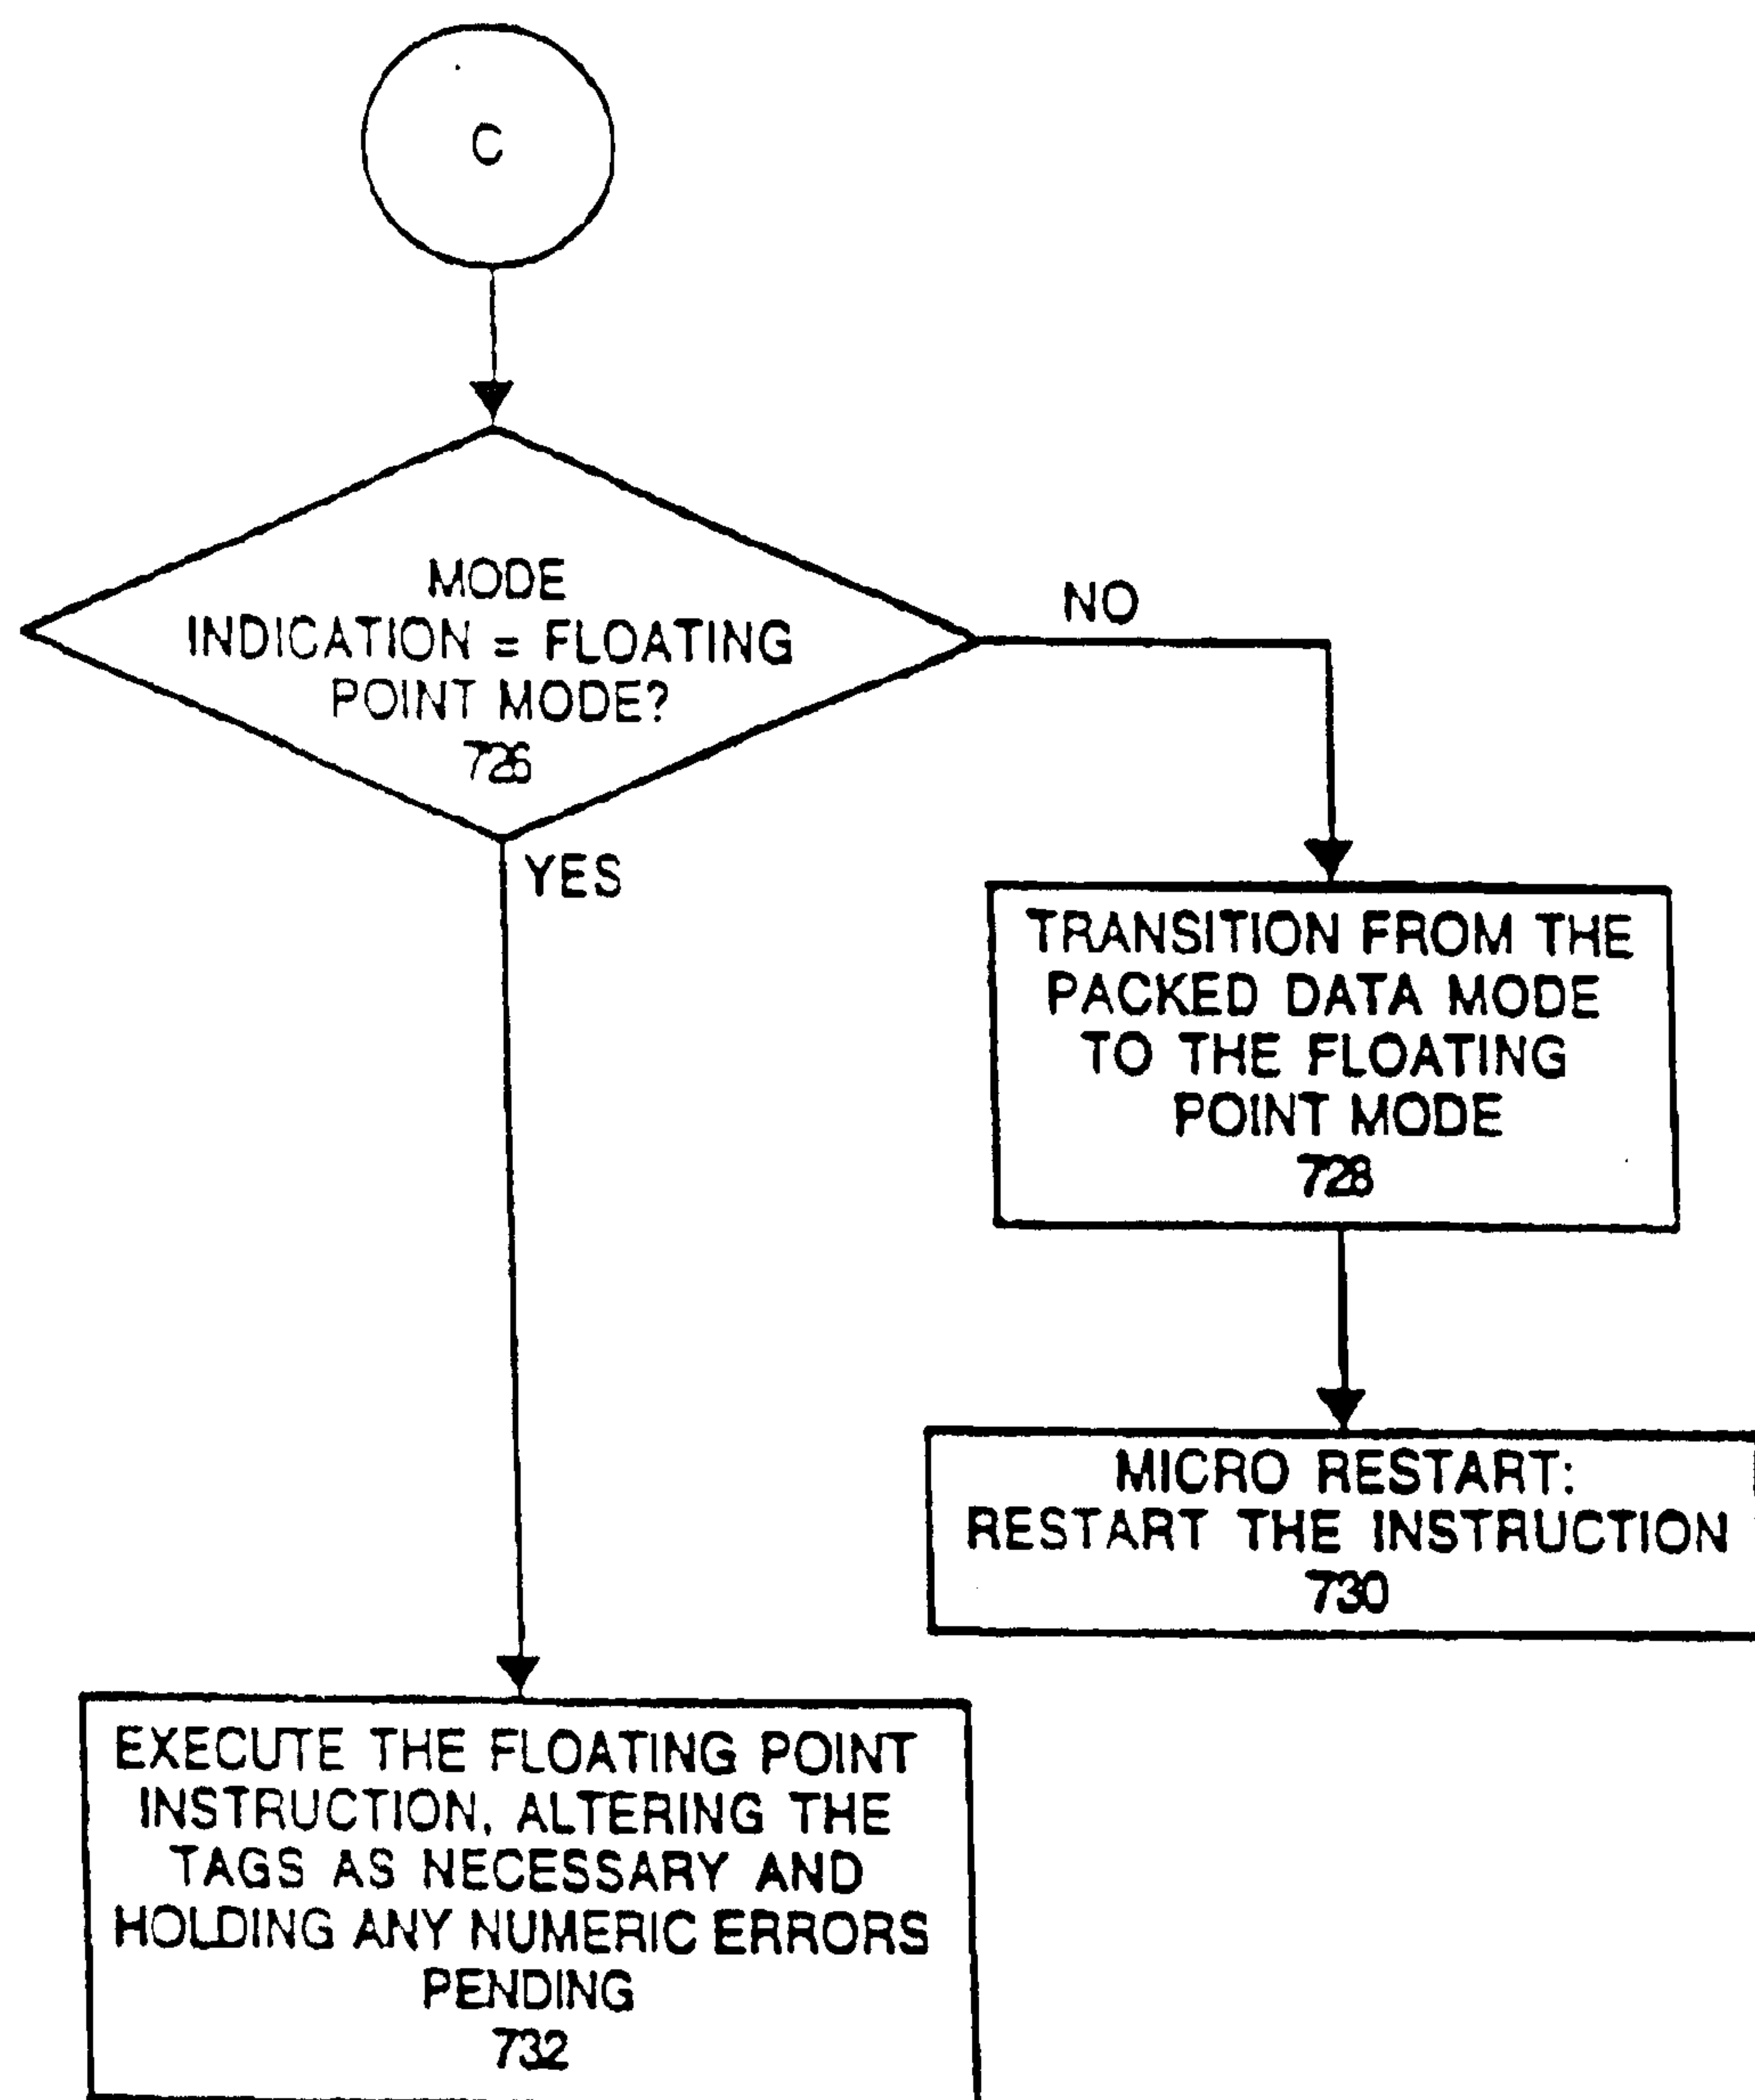 C
MODE
INDICATION = FLOATING
POINT MODE?
726
NO
YES
TRANSITION FROM THE
PACKED DATA MODE
TO THE FLOATING
POINT MODE
728
MICRO RESTART:
RESTART THE INSTRUCTION
730
EXECUTE THE FLOATING POINT
INSTRUCTION, ALTERING THE
TAGS AS NECESSARY AND
HOLDING ANY NUMERIC ERRORS
PENDING
732